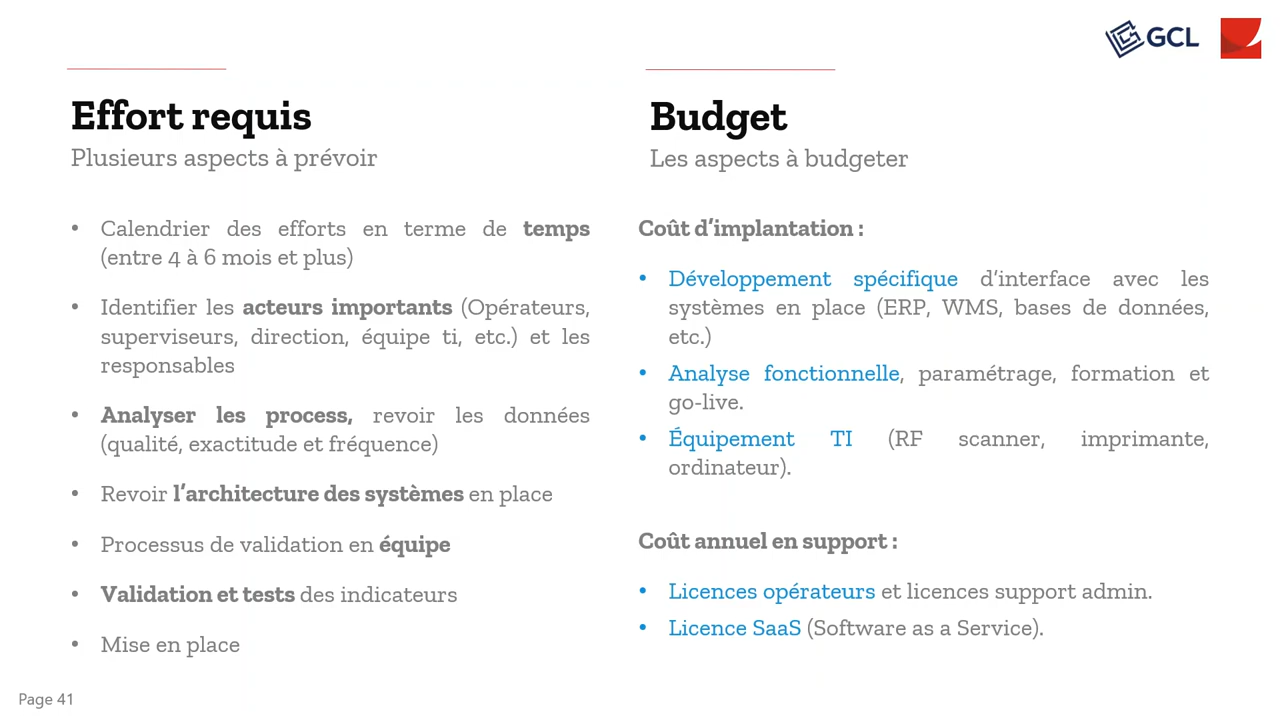 GCL
Effort requis
Plusieurs aspects à prévoir
• Calendrier des efforts en terme de temps
(entre 4 à 6 mois et plus)
• Identifier les acteurs importants (Opérateurs,
superviseurs, direction, équipe ti, etc.) et les
responsables
• Analyser les process, revoir les données
(qualité, exactitude et fréquence)
• Revoir l’architecture des systèmes en place
• Processus de validation en équipe
• Validation et tests des indicateurs
• Mise en place
Budget
Les aspects à budgeter
Coût d’implantation :
• Développement spécifique d’interface avec les
systèmes en place (ERP, WMS, bases de données,
etc.)
• Analyse fonctionnelle, paramétrage, formation et
go-live.
• Équipement TI (RF scanner, imprimante,
ordinateur).
Coût annuel en support :
• Licences opérateurs et licences support admin.
• Licence SaaS (Software as a Service).
Page 41